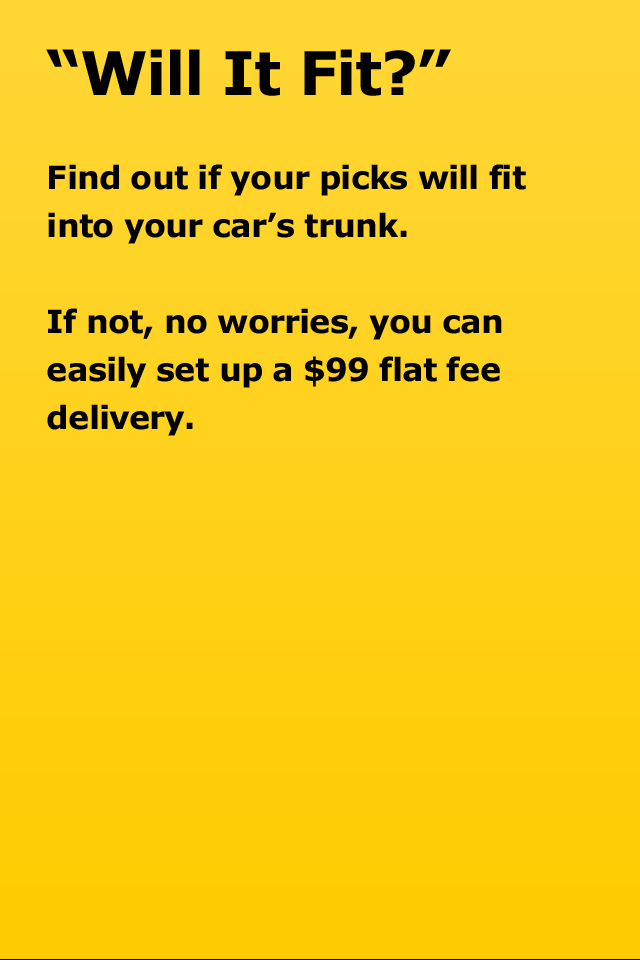 “Will It Fit?”
Find out if your picks will fit
into your car’s trunk.
If not, no worries, you can
easily set up a $99 flat fee
delivery.